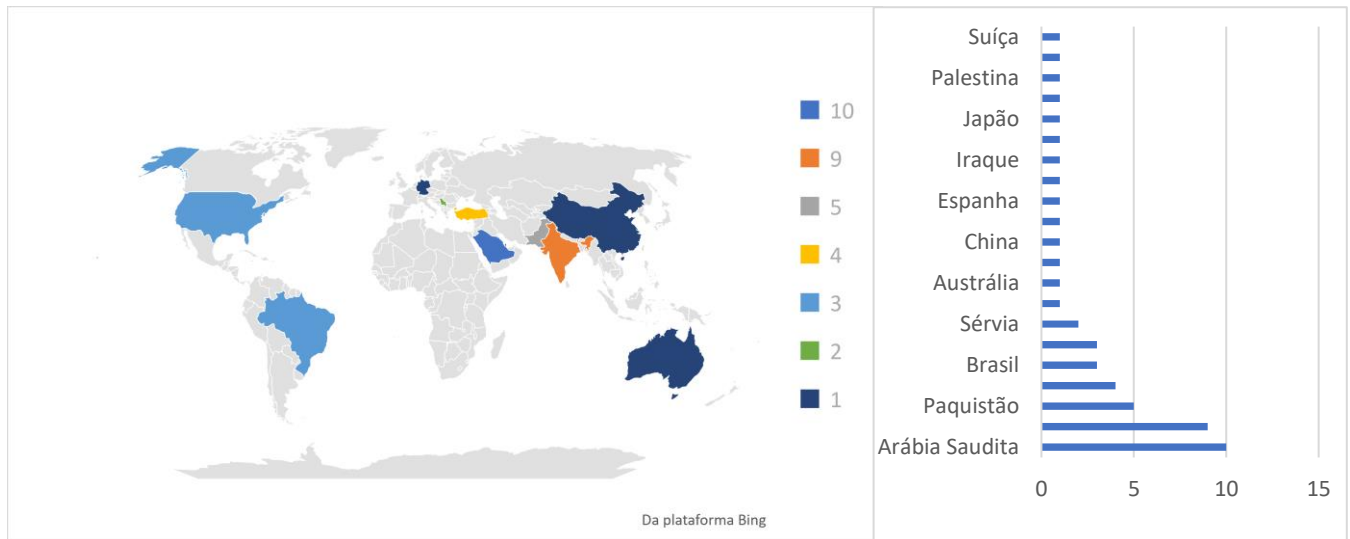 10
9
5
4
3
2
1
Da plataforma Bing
Suíça
Palestina
Japão
Iraque
Espanha
China
Austrália
Sérvia
Brasil
Paquistão
Arábia Saudita
0 5 10 15